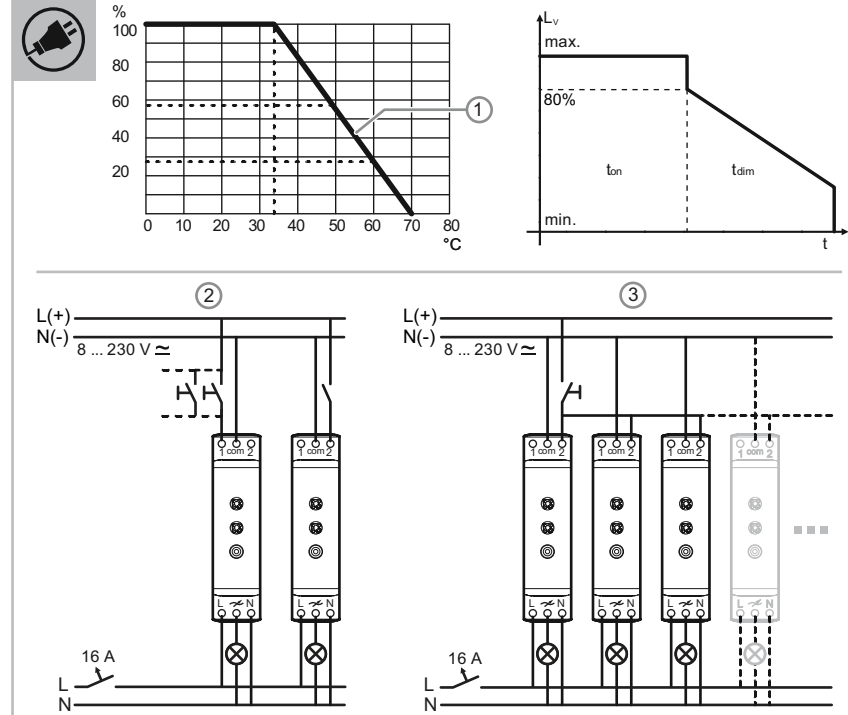 %
100
80
60
40
20
0 10 20 30 40 50 60 70 80
°C
1
Lv
max.
80%
ton
tdim
min.
t
2
L(+)
N(-)
8 ... 230 V ≃
1 com 2
1 com 2
L N
L N
16 A
L
N
3
L(+)
N(-)
8 ... 230 V ≃
1 com 2
1 com 2
1 com 2
1 com 2
L N
L N
L N
L N
16 A
L
N